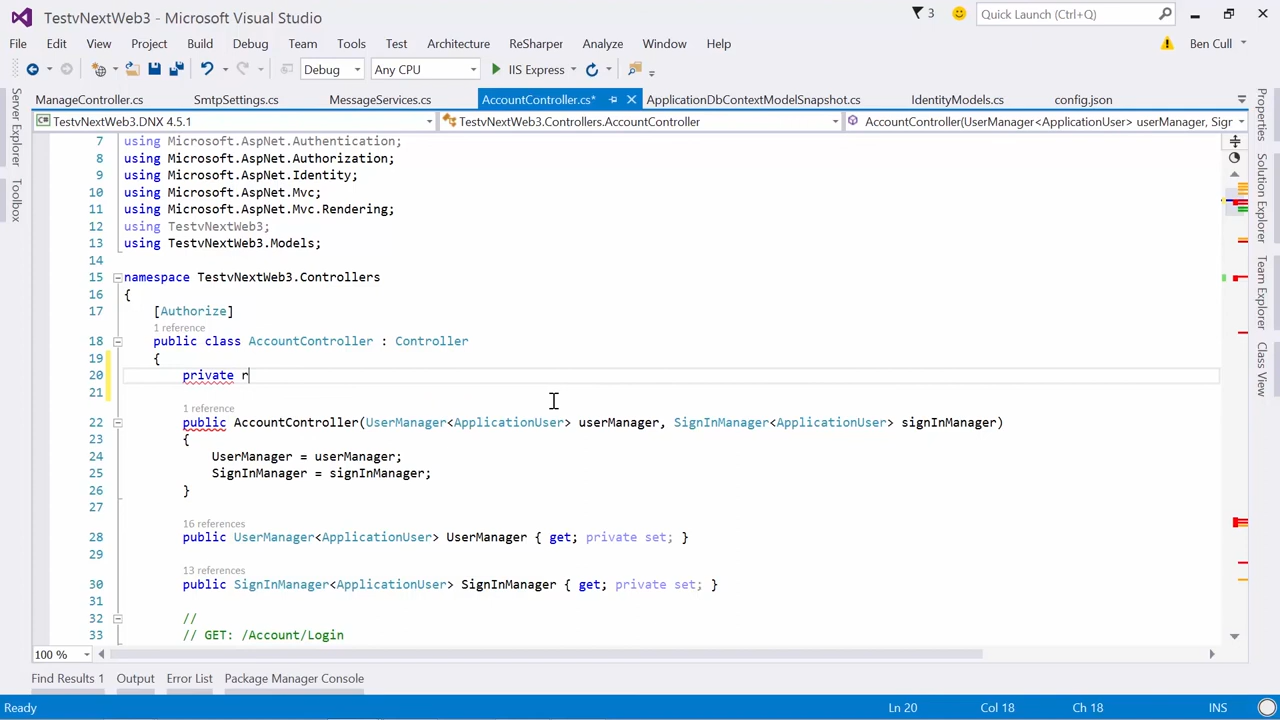 TestvNextWeb3 - Microsoft Visual Studio
3
Quick Launch (Ctrl+Q)
File Edit View Project Build Debug Team Tools Test Architecture ReSharper Analyze Window Help
Ben Cull
Debug Any CPU IIS Express
ManageController.cs SmtpSettings.cs MessageServices.cs AccountController.cs* ApplicationDbContextModelSnapshot.cs IdentityModels.cs config.json
TestvNextWeb3.DNX 4.5.1 TestvNextWeb3.Controllers.AccountController AccountController(UserManager<ApplicationUser> userManager, Sign
Server Explorer
Toolbox
7 using Microsoft.AspNet.Authentication;
8 using Microsoft.AspNet.Authorization;
9 using Microsoft.AspNet.Identity;
10 using Microsoft.AspNet.Mvc;
11 using Microsoft.AspNet.Mvc.Rendering;
12 using TestvNextWeb3;
13 using TestvNextWeb3.Models;
14
15 namespace TestvNextWeb3.Controllers
16 {
17 [Authorize]
1 reference
18 public class AccountController : Controller
19 {
20 private r
21
1 reference
22 public AccountController(UserManager<ApplicationUser> userManager, SignInManager<ApplicationUser> signInManager)
23 {
24 UserManager = userManager;
25 SignInManager = signInManager;
26 }
27
16 references
28 public UserManager<ApplicationUser> UserManager { get; private set; }
29
13 references
30 public SignInManager<ApplicationUser> SignInManager { get; private set; }
31
32 //
33 // GET: /Account/Login
Properties
Solution Explorer
Team Explorer
Class View
100 %
Find Results 1 Output Error List Package Manager Console
Ready Ln 20 Col 18 Ch 18 INS